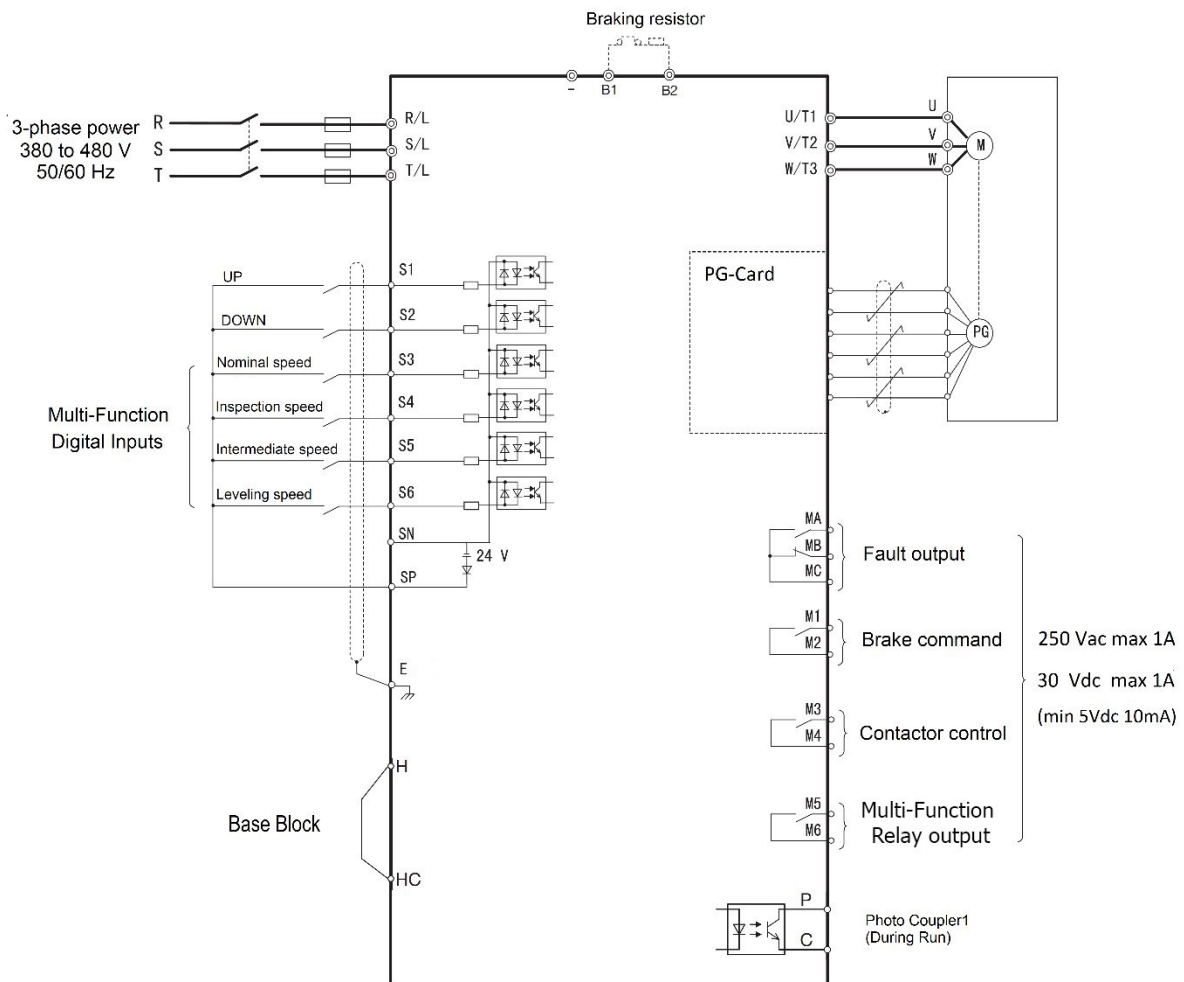 Braking resistor
-
B1
B2
3-phase power
380 to 480 V
50/60 Hz
R
S
T
R/L
S/L
T/L
U/T1
V/T2
W/T3
U
V
W
M
PG-Card
PG
Multi-Function
Digital Inputs
UP
S1
DOWN
S2
Nominal speed
S3
Inspection speed
S4
Intermediate speed
S5
Leveling speed
S6
SN
24 V
SP
E
H
Base Block
HC
MA
MB
MC
Fault output
M1
M2
Brake command
M3
M4
Contactor control
M5
M6
Multi-Function
Relay output
250 Vac max 1A
30 Vdc max 1A
(min 5Vdc 10mA)
P
C
Photo Coupler1
(During Run)